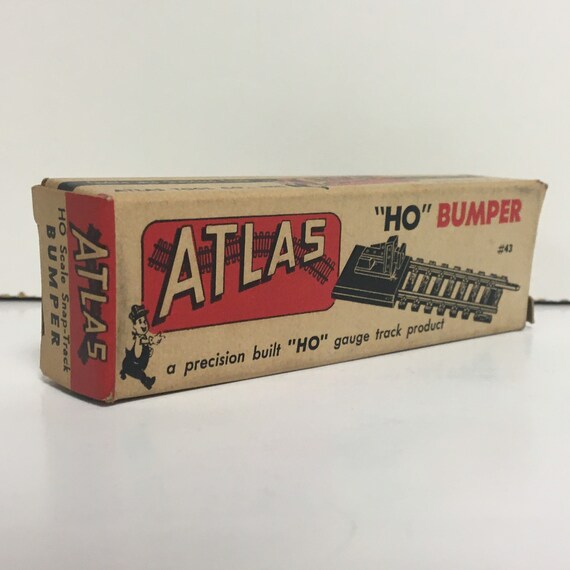 ATLAS
"HO" BUMPER
#43
a precision built "HO" gauge track product
ATLAS
HO Scale Snap-Track
BUMPER